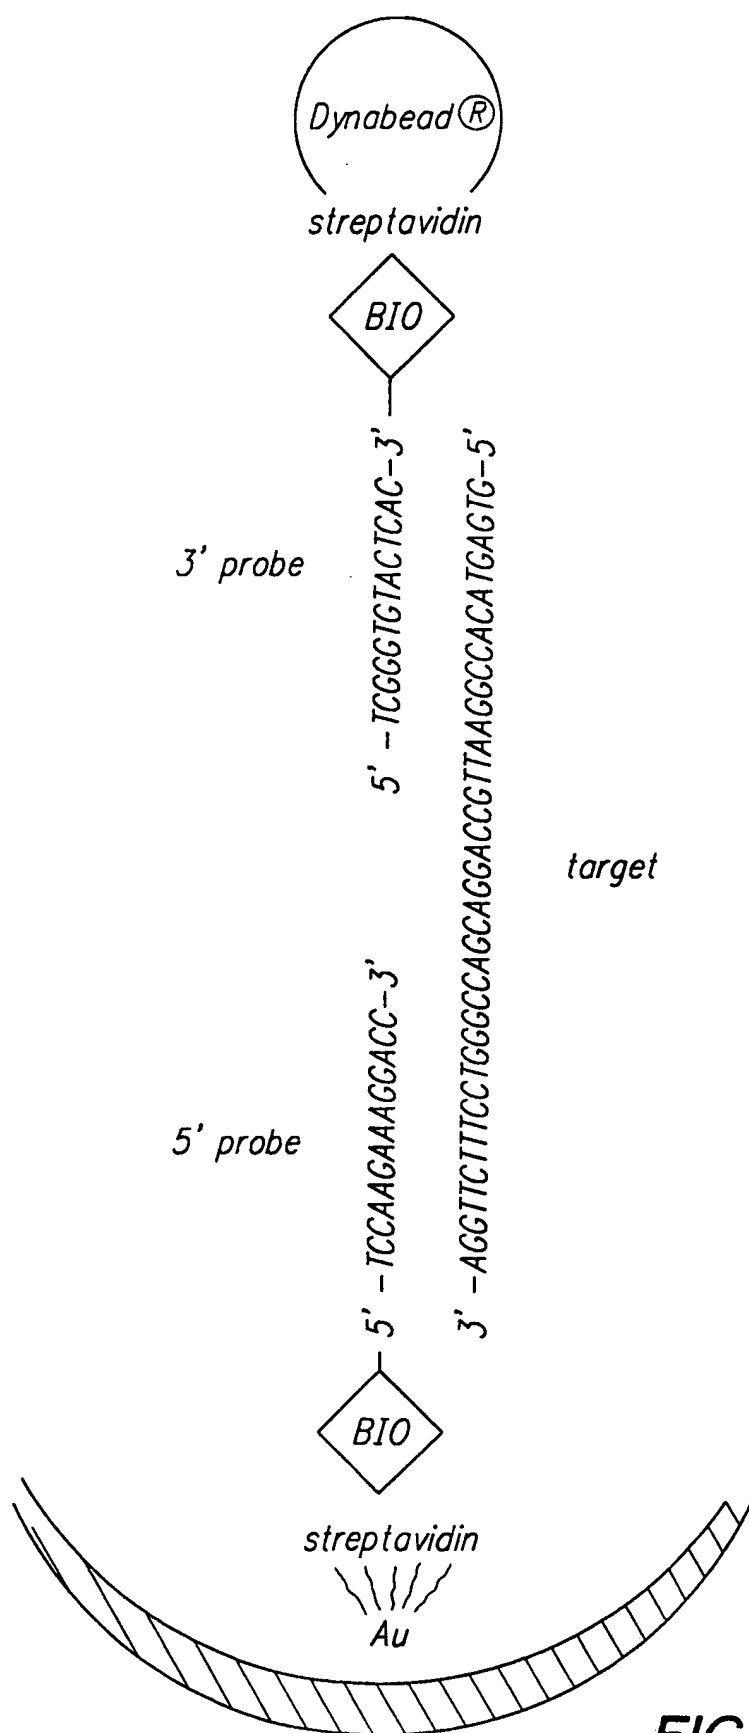 Dynabead®
streptavidin
BIO
3' probe
5' -TCGGGTGTACTCAC-3'
target
3' -AGGTTCTTTCCTGGGCCAGCAGGACCGTTAAGGCCACATGAGTG-5'
5' probe
5' -TCCAAGAAAGGACC-3'
BIO
streptavidin
Au
FIG